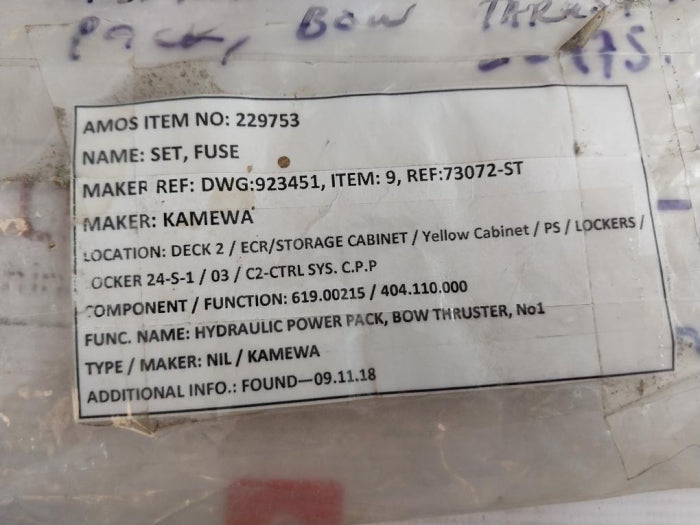 PACK, BOW THRUST
AMOS ITEM NO: 229753
NAME: SET, FUSE
MAKER REF: DWG:923451, ITEM: 9, REF:73072-ST
MAKER: KAMEWA
LOCATION: DECK 2 / ECR/STORAGE CABINET / Yellow Cabinet / PS / LOCKERS /
OCKER 24-S-1 / 03 / C2-CTRL SYS. C.P.P
COMPONENT / FUNCTION: 619.00215 / 404.110.000
FUNC. NAME: HYDRAULIC POWER PACK, BOW THRUSTER, No1
TYPE / MAKER: NIL / KAMEWA
ADDITIONAL INFO.: FOUND—09.11.18